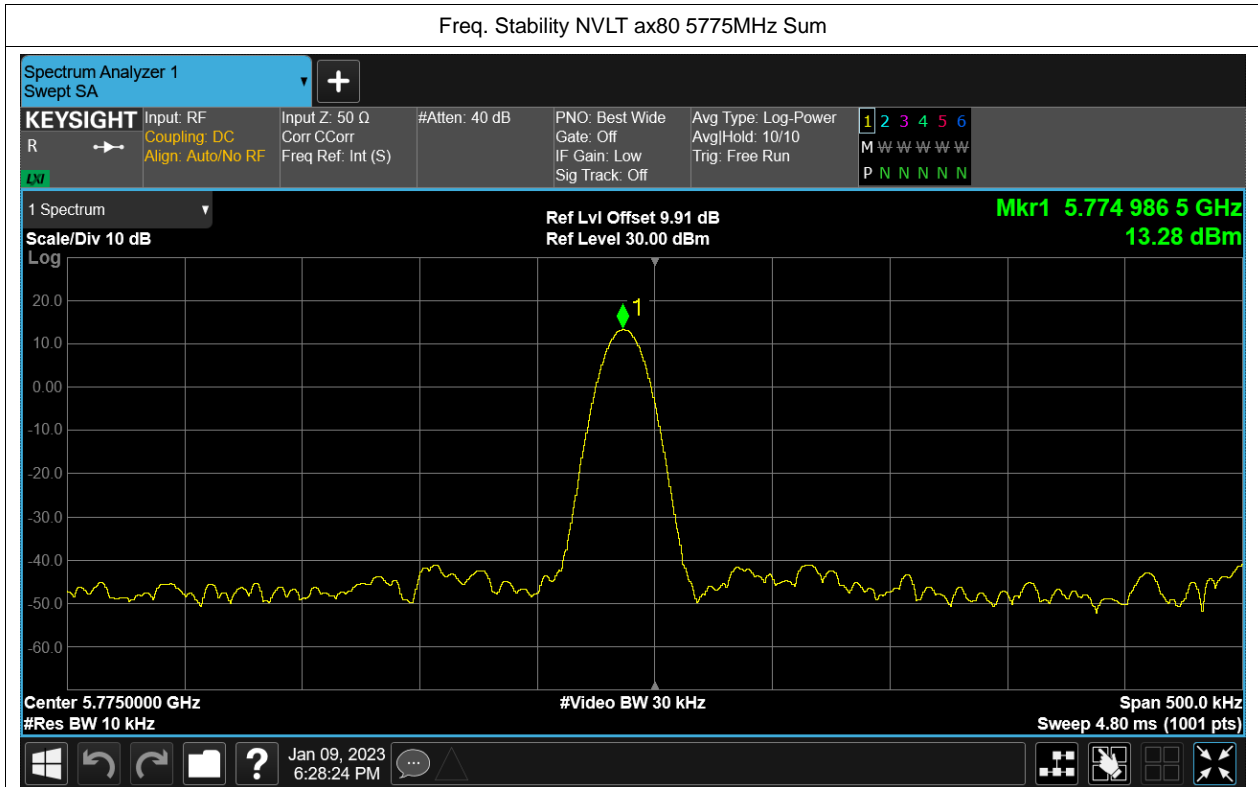 Freq. Stability NVLT ax80 5775MHz Sum
Spectrum Analyzer 1
Swept SA
KEYSIGHT
R
LXI
Input: RF
Coupling: DC
Align: Auto/No RF
Input Z: 50 Ω
Corr CCorr
Freq Ref: Int (S)
#Atten: 40 dB
PNO: Best Wide
Gate: Off
IF Gain: Low
Sig Track: Off
Avg Type: Log-Power
Avg|Hold: 10/10
Trig: Free Run
1 2 3 4 5 6
M W W W W W
P N N N N N
1 Spectrum
Scale/Div 10 dB
Log
Ref Lvl Offset 9.91 dB
Ref Level 30.00 dBm
Mkr1 5.774 986 5 GHz
13.28 dBm
1
20.0
10.0
0.00
-10.0
-20.0
-30.0
-40.0
-50.0
-60.0
Center 5.7750000 GHz
#Res BW 10 kHz
#Video BW 30 kHz
Span 500.0 kHz
Sweep 4.80 ms (1001 pts)
?
Jan 09, 2023
6:28:24 PM